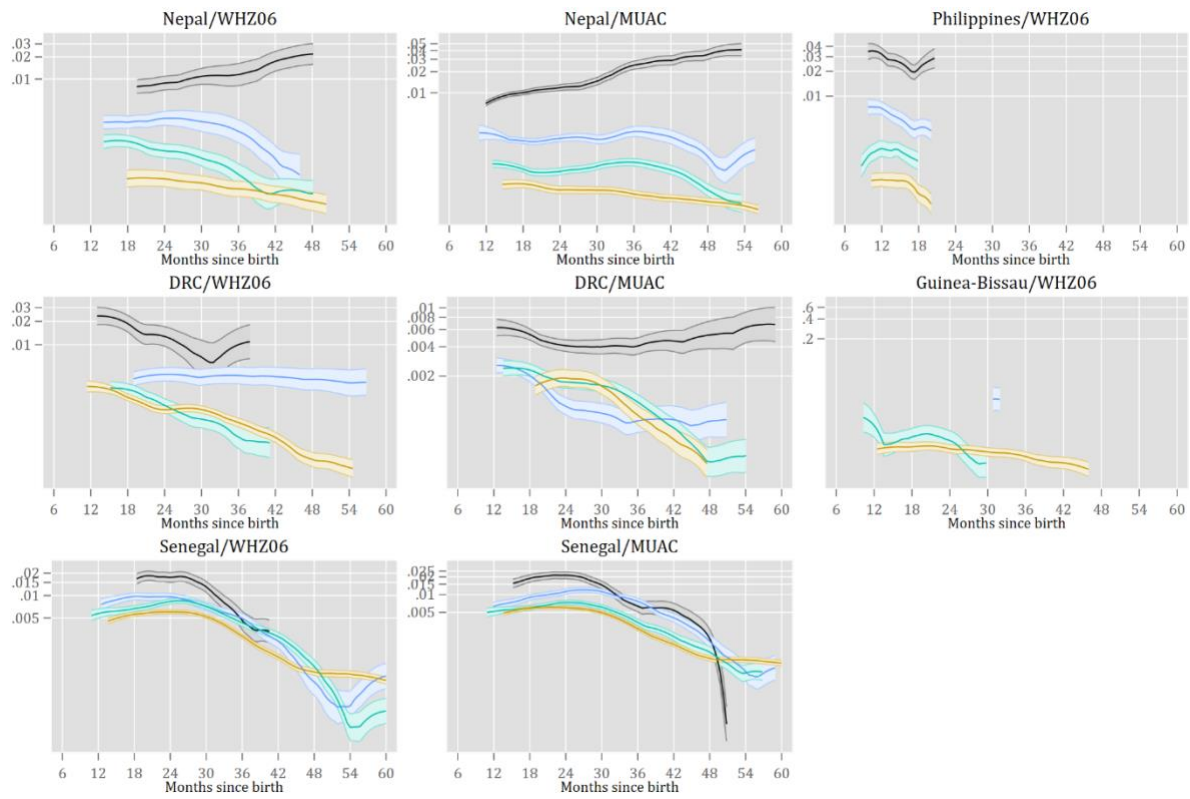 Nepal/WHZ06
.03
.02
.01
6 12 18 24 30 36 42 48 54 60
Months since birth
Nepal/MUAC
.05
.03
.02
.01
6 12 18 24 30 36 42 48 54 60
Months since birth
Philippines/WHZ06
.04
.03
.02
.01
6 12 18 24 30 36 42 48 54 60
Months since birth
DRC/WHZ06
.03
.02
.01
6 12 18 24 30 36 42 48 54 60
Months since birth
DRC/MUAC
.01
.008
.006
.004
.002
6 12 18 24 30 36 42 48 54 60
Months since birth
Guinea-Bissau/WHZ06
.6
.4
.2
6 12 18 24 30 36 42 48 54 60
Months since birth
Senegal/WHZ06
.02
.015
.01
.005
6 12 18 24 30 36 42 48 54 60
Months since birth
Senegal/MUAC
.025
.02
.015
.01
.005
6 12 18 24 30 36 42 48 54 60
Months since birth